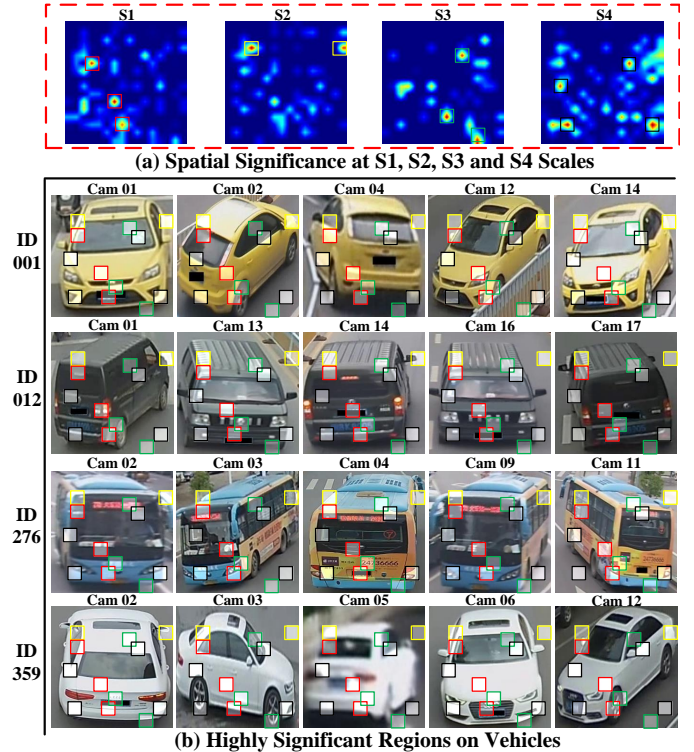 S1 S2 S3 S4
(a) Spatial Significance at S1, S2, S3 and S4 Scales
Cam 01 Cam 02 Cam 04 Cam 12 Cam 14
ID
001
Cam 01 Cam 13 Cam 14 Cam 16 Cam 17
ID
012
Cam 02 Cam 03 Cam 04 Cam 09 Cam 11
ID
276
24736666
Cam 02 Cam 03 Cam 05 Cam 06 Cam 12
ID
359
(b) Highly Significant Regions on Vehicles